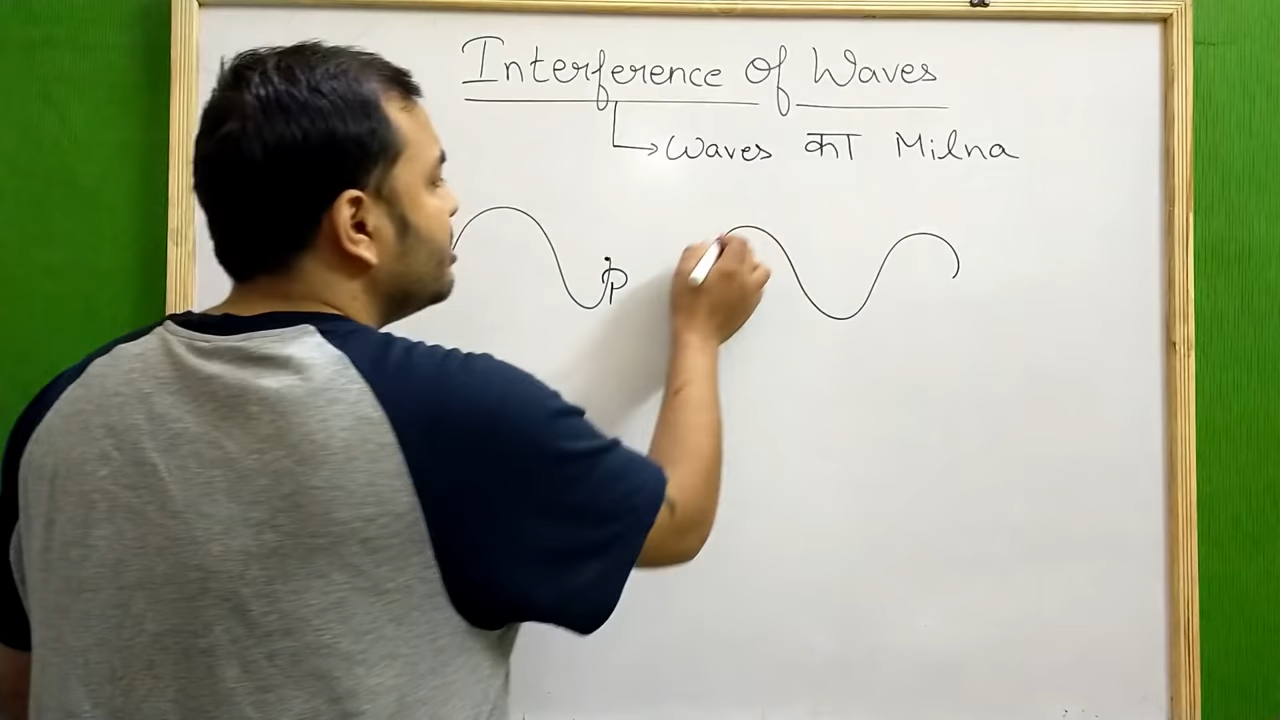 Interference Of Waves
Waves का Milna
P